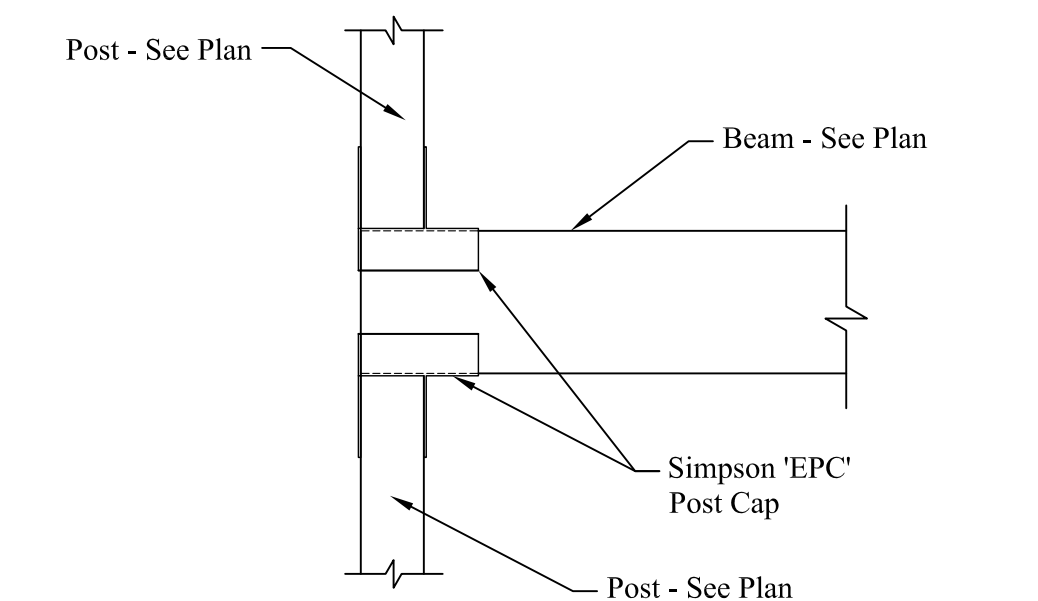 Post - See Plan
Beam - See Plan
Simpson 'EPC'
Post Cap
Post - See Plan